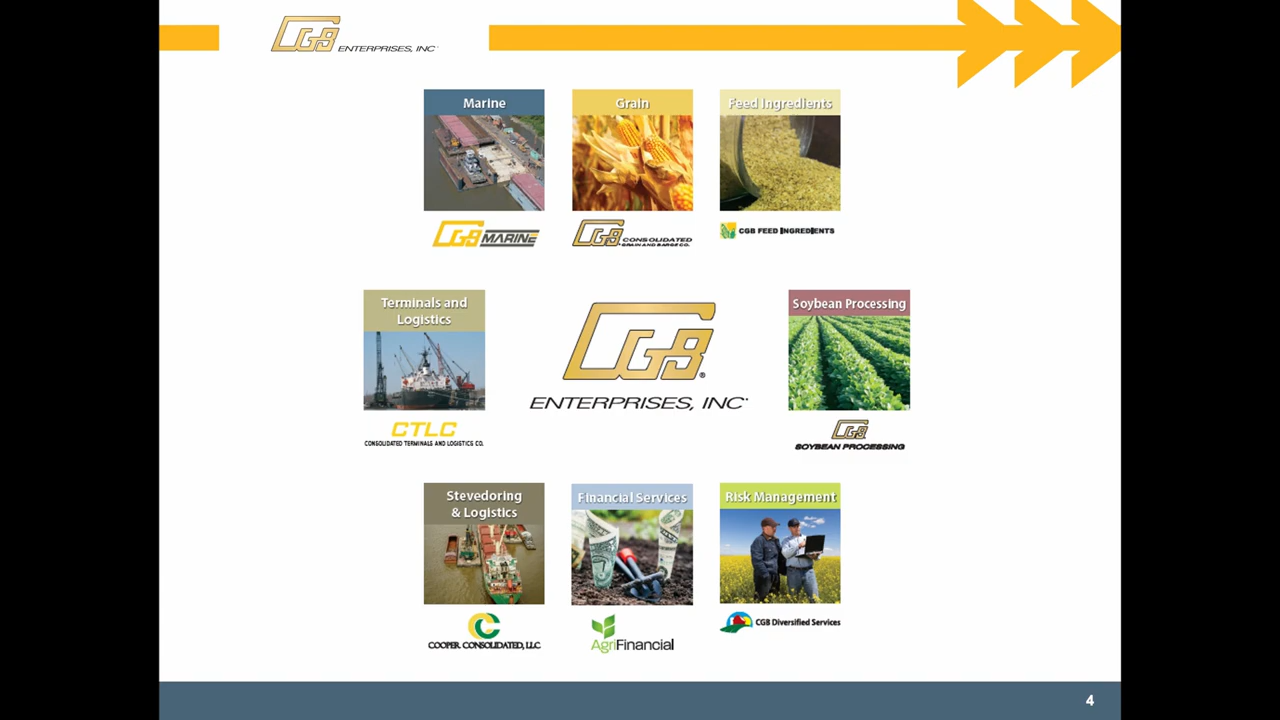 CGB ENTERPRISES, INC
Marine
Grain
Feed Ingredients
CGB MARINE
CGB CONSOLIDATED
GRAIN AND BARGE CO.
CGB FEED INGREDIENTS
Terminals and
Logistics
CGB®
ENTERPRISES, INC
Soybean Processing
CTLC
CONSOLIDATED TERMINALS AND LOGISTICS CO.
CGB
SOYBEAN PROCESSING
Stevedoring
& Logistics
Financial Services
Risk Management
COOPER CONSOLIDATED, LLC.
AgriFinancial
CGB Diversified Services
4